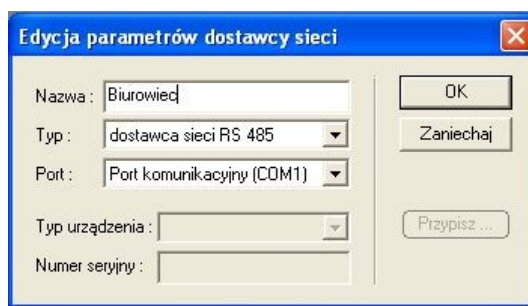 Edycja parametrów dostawcy sieci
Nazwa : Biurowiec
OK
Typ : dostawca sieci RS 485
Zaniechaj
Port : Port komunikacyjny (COM1)
Typ urządzenia :
Przypisz ...
Numer seryjny :